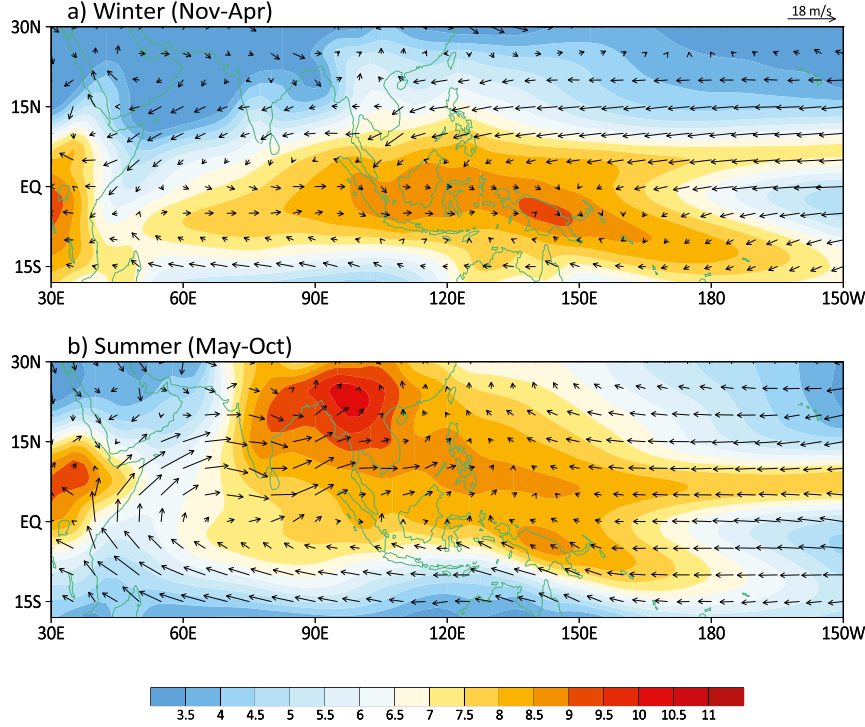 a) Winter (Nov-Apr)
18 m/s
30N
15N
EQ
15S
30E 60E 90E 120E 150E 180 150W
b) Summer (May-Oct)
30N
15N
EQ
15S
30E 60E 90E 120E 150E 180 150W
3.5 4 4.5 5 5.5 6 6.5 7 7.5 8 8.5 9 9.5 10 10.5 11